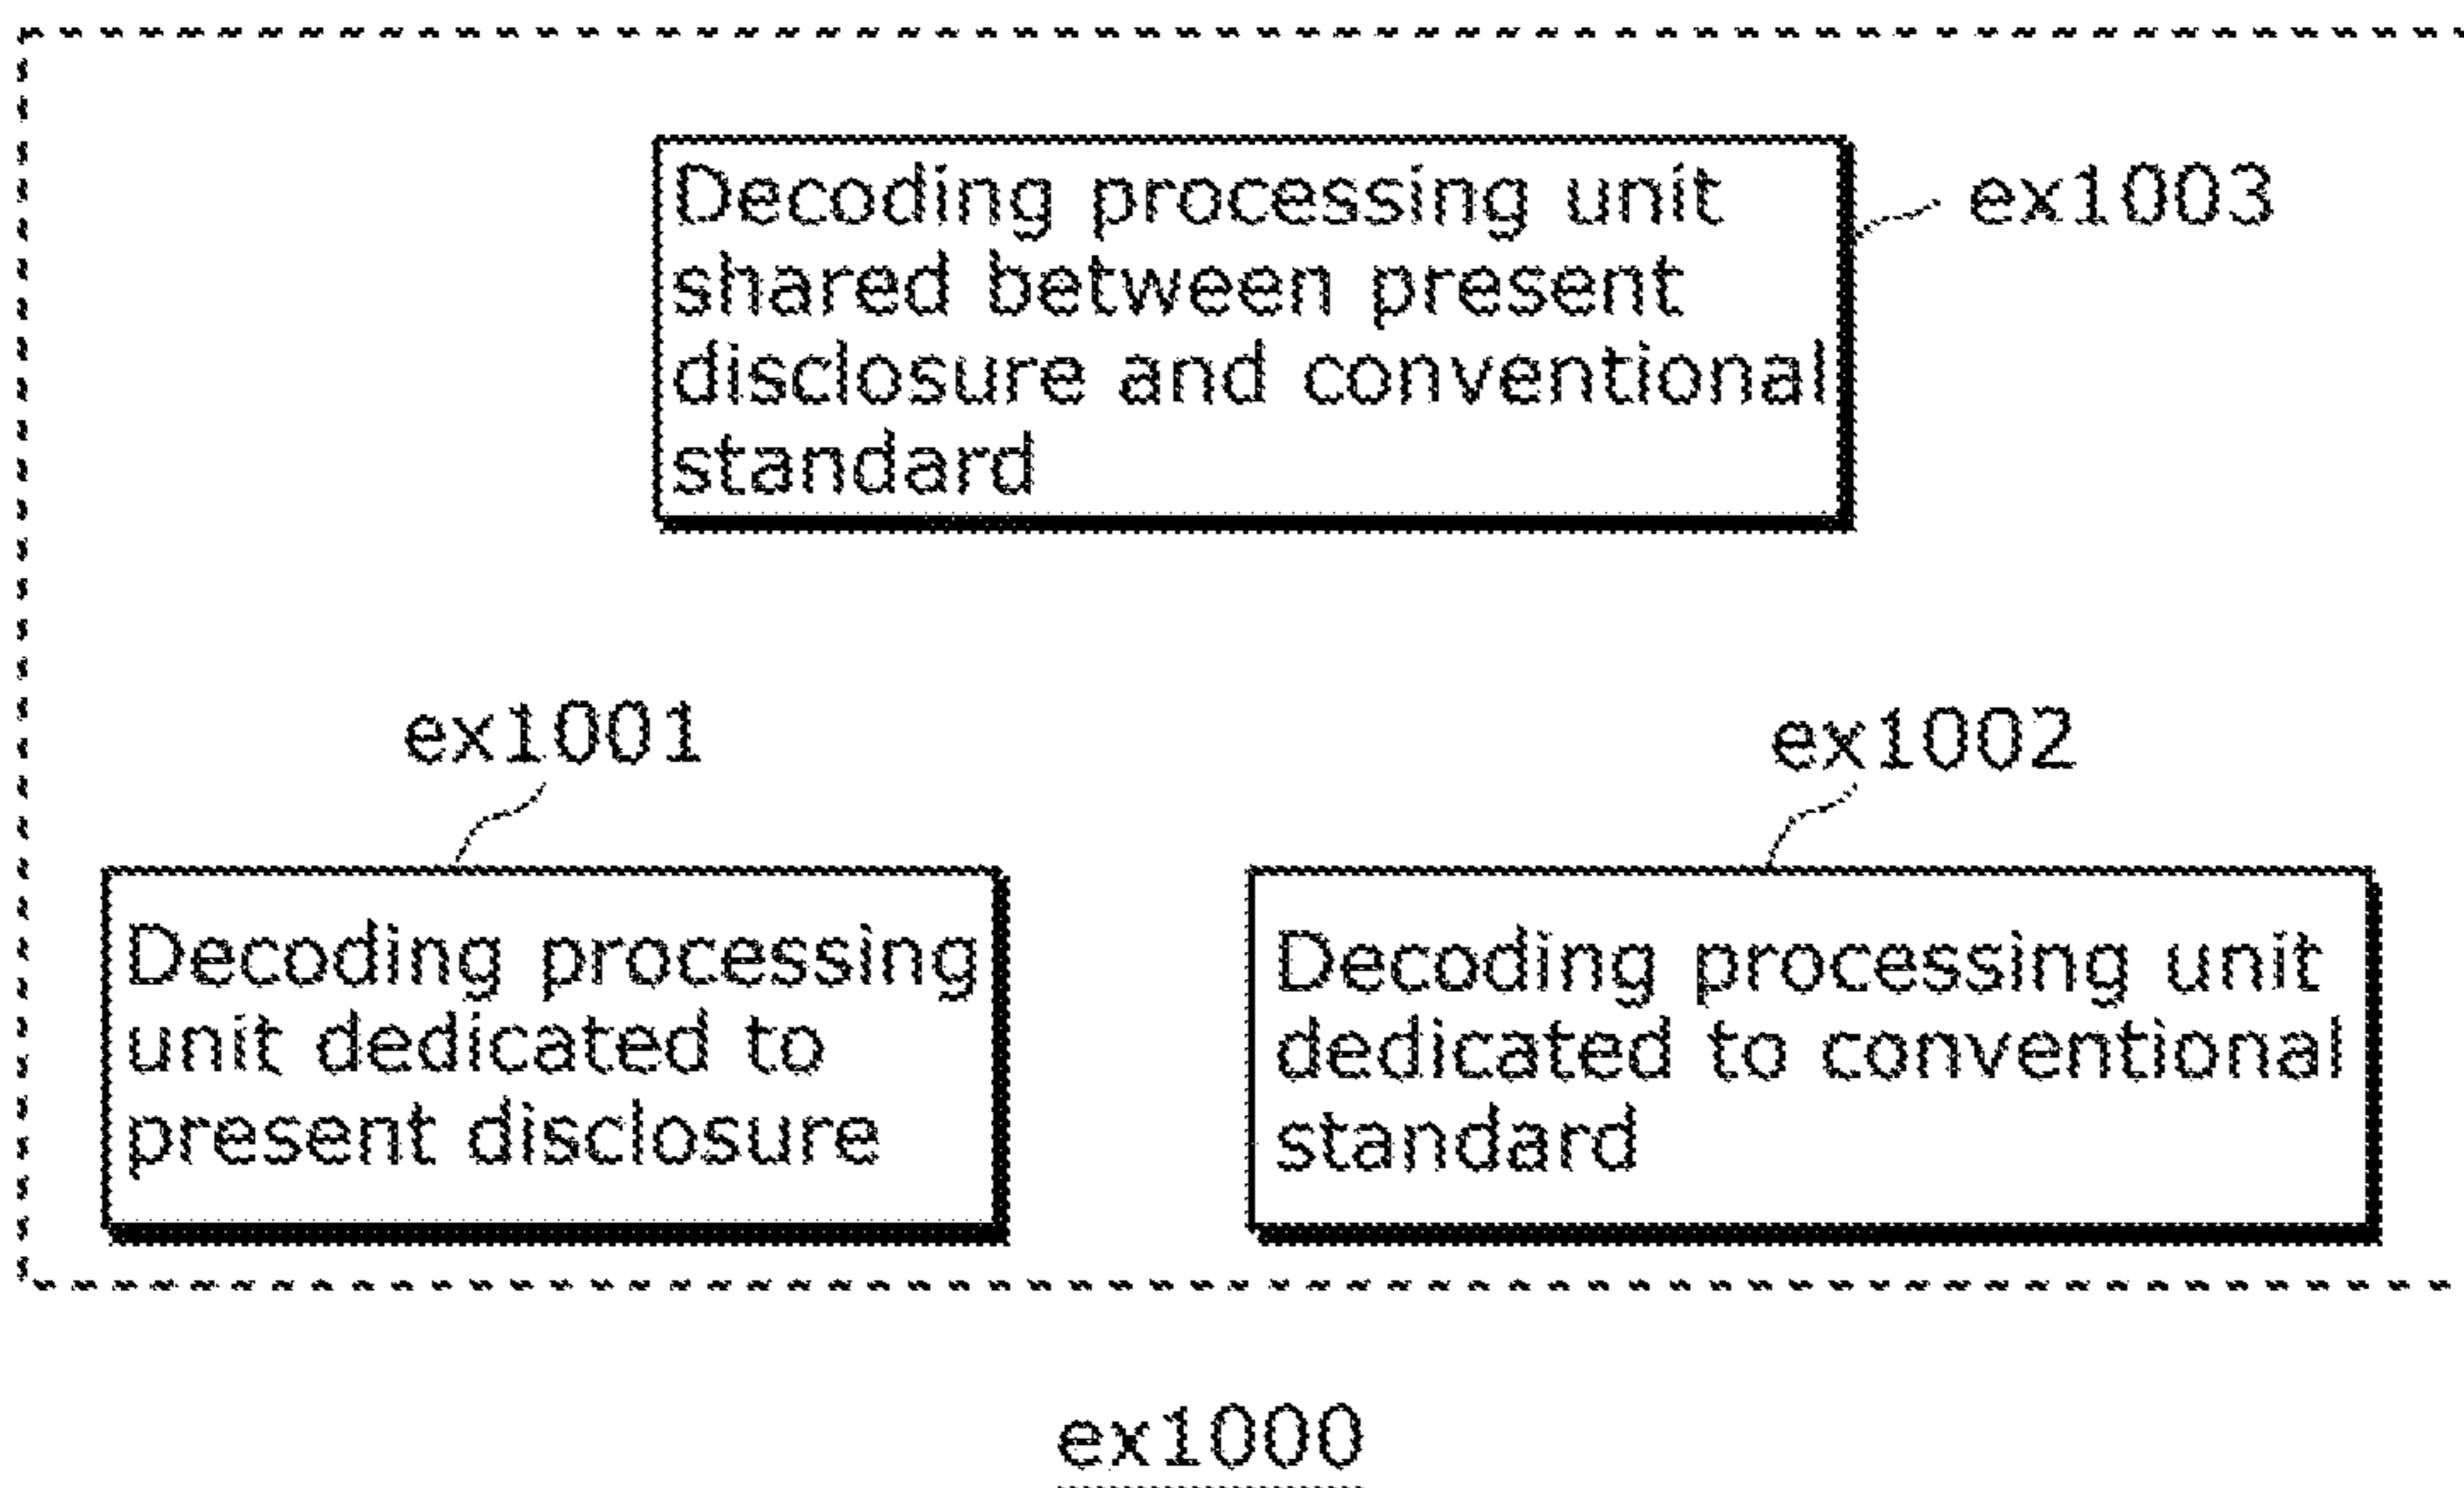 Decoding processing unit
shared between present
disclosure and conventional
standard
ex1003
ex1001
ex1002
Decoding processing
unit dedicated to
present disclosure
Decoding processing unit
dedicated to conventional
standard
ex1000